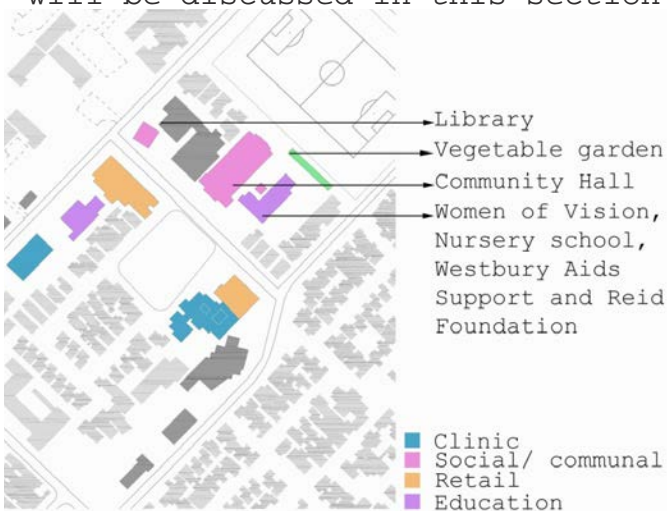 will be discussed in this section
Library
Vegetable garden
Community Hall
Women of Vision,
Nursery school,
Westbury Aids
Support and Reid
Foundation
Clinic
Social/ communal
Retail
Education